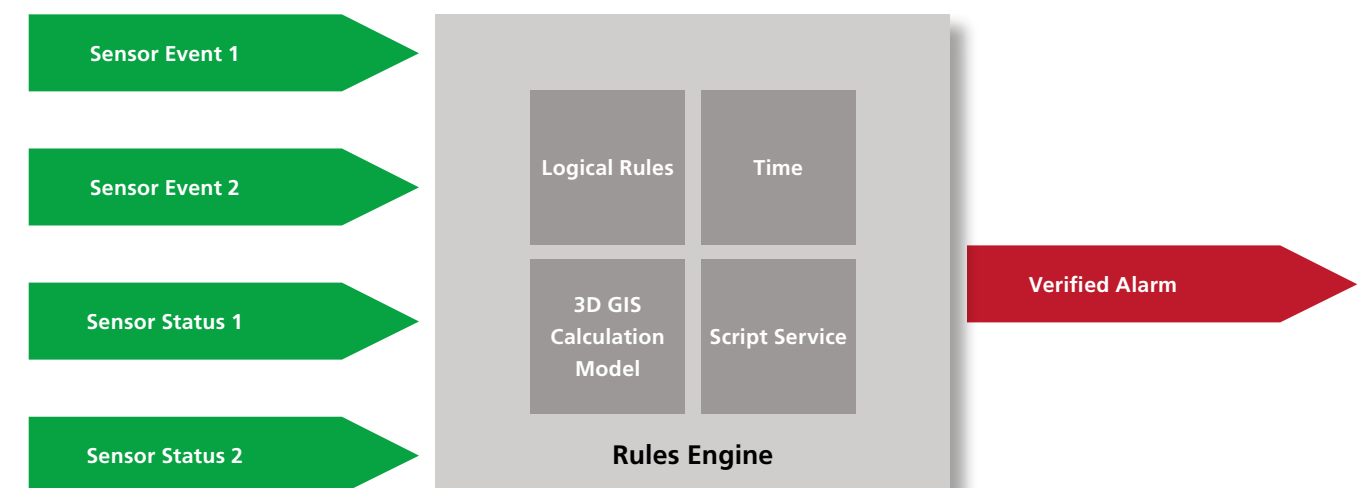 Sensor Event 1
Sensor Event 2
Sensor Status 1
Sensor Status 2
Logical Rules
Time
3D GIS
Calculation
Model
Script Service
Rules Engine
Verified Alarm